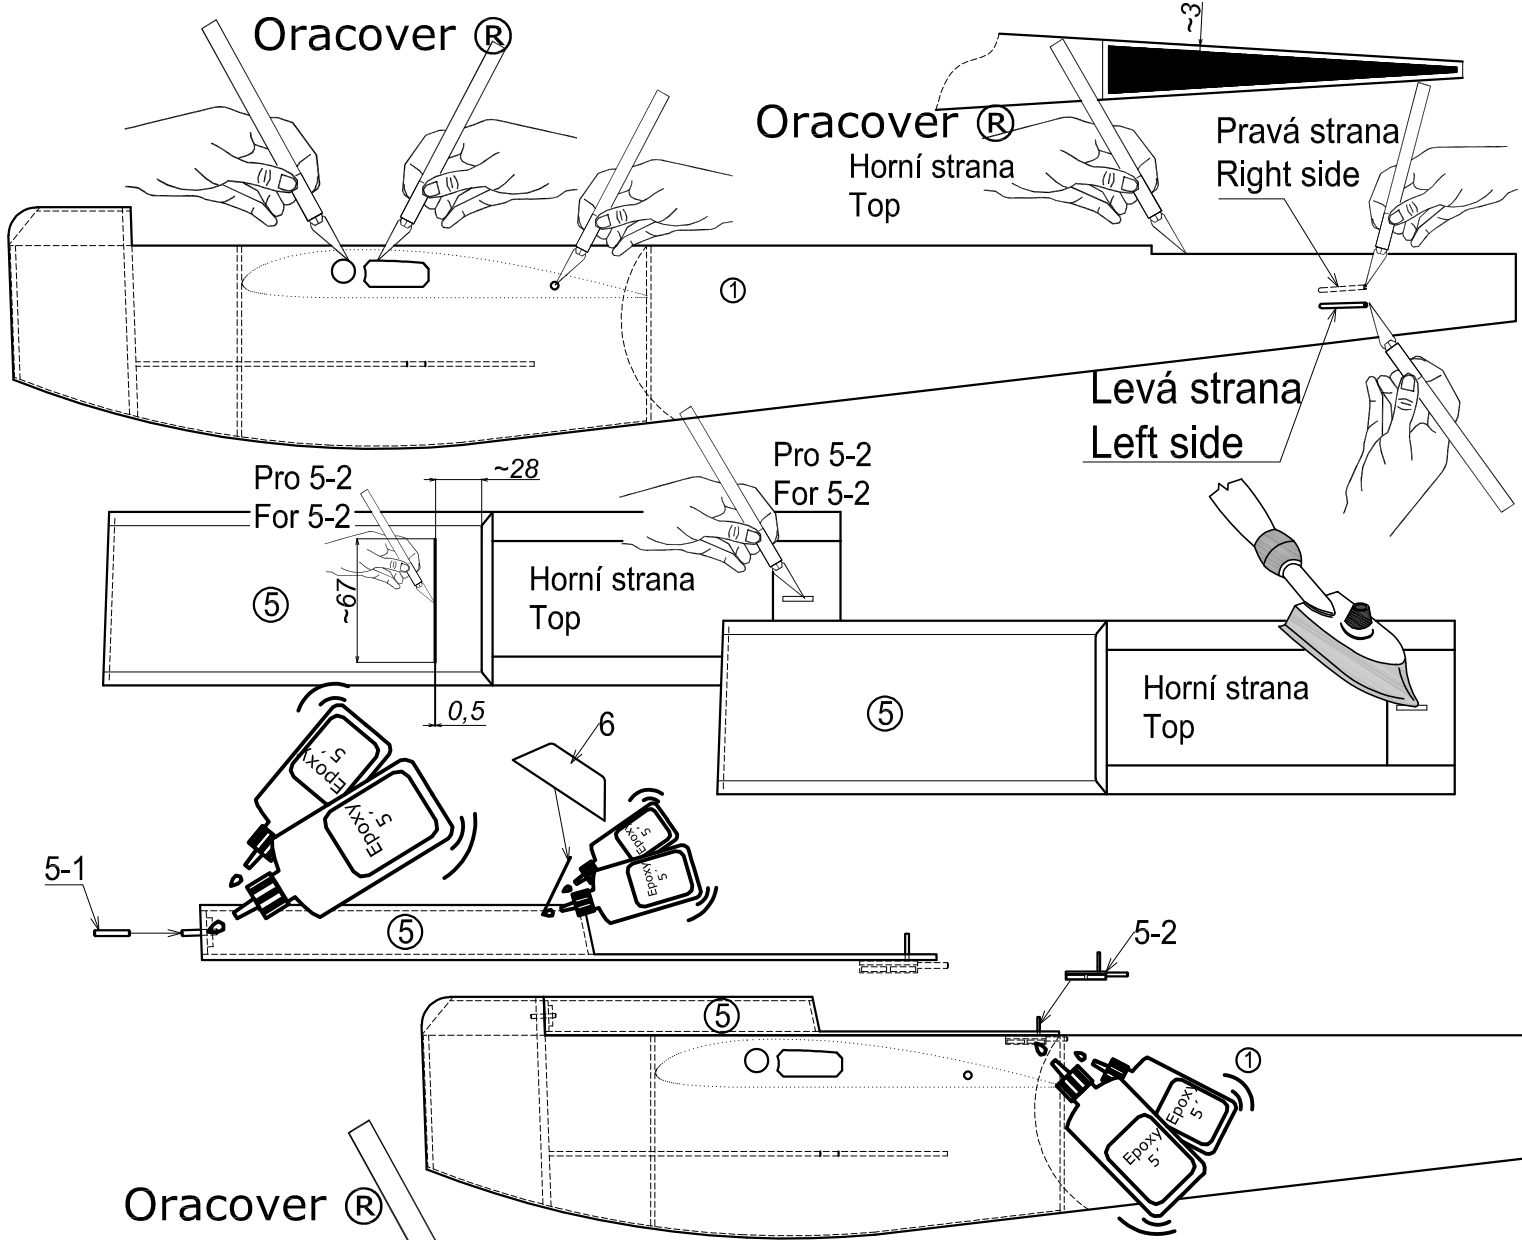 Oracover ®
~3
Oracover ®
Horní strana
Top
Pravá strana
Right side
1
Levá strana
Left side
Pro 5-2
For 5-2
~28
Pro 5-2
For 5-2
5
~67
Horní strana
Top
0,5
5
Horní strana
Top
6
Epoxy
5´
Epoxy
5´
Epoxy
5´
Epoxy
5´
5-1
5
5-2
5
1
Epoxy
5´
Epoxy
5´
Oracover ®